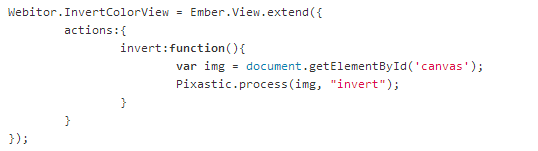 Webitor.InvertColorView = Ember.View.extend({
        actions:{
                invert:function(){
                        var img = document.getElementById('canvas');
                        Pixastic.process(img, "invert");
                }
        }
});